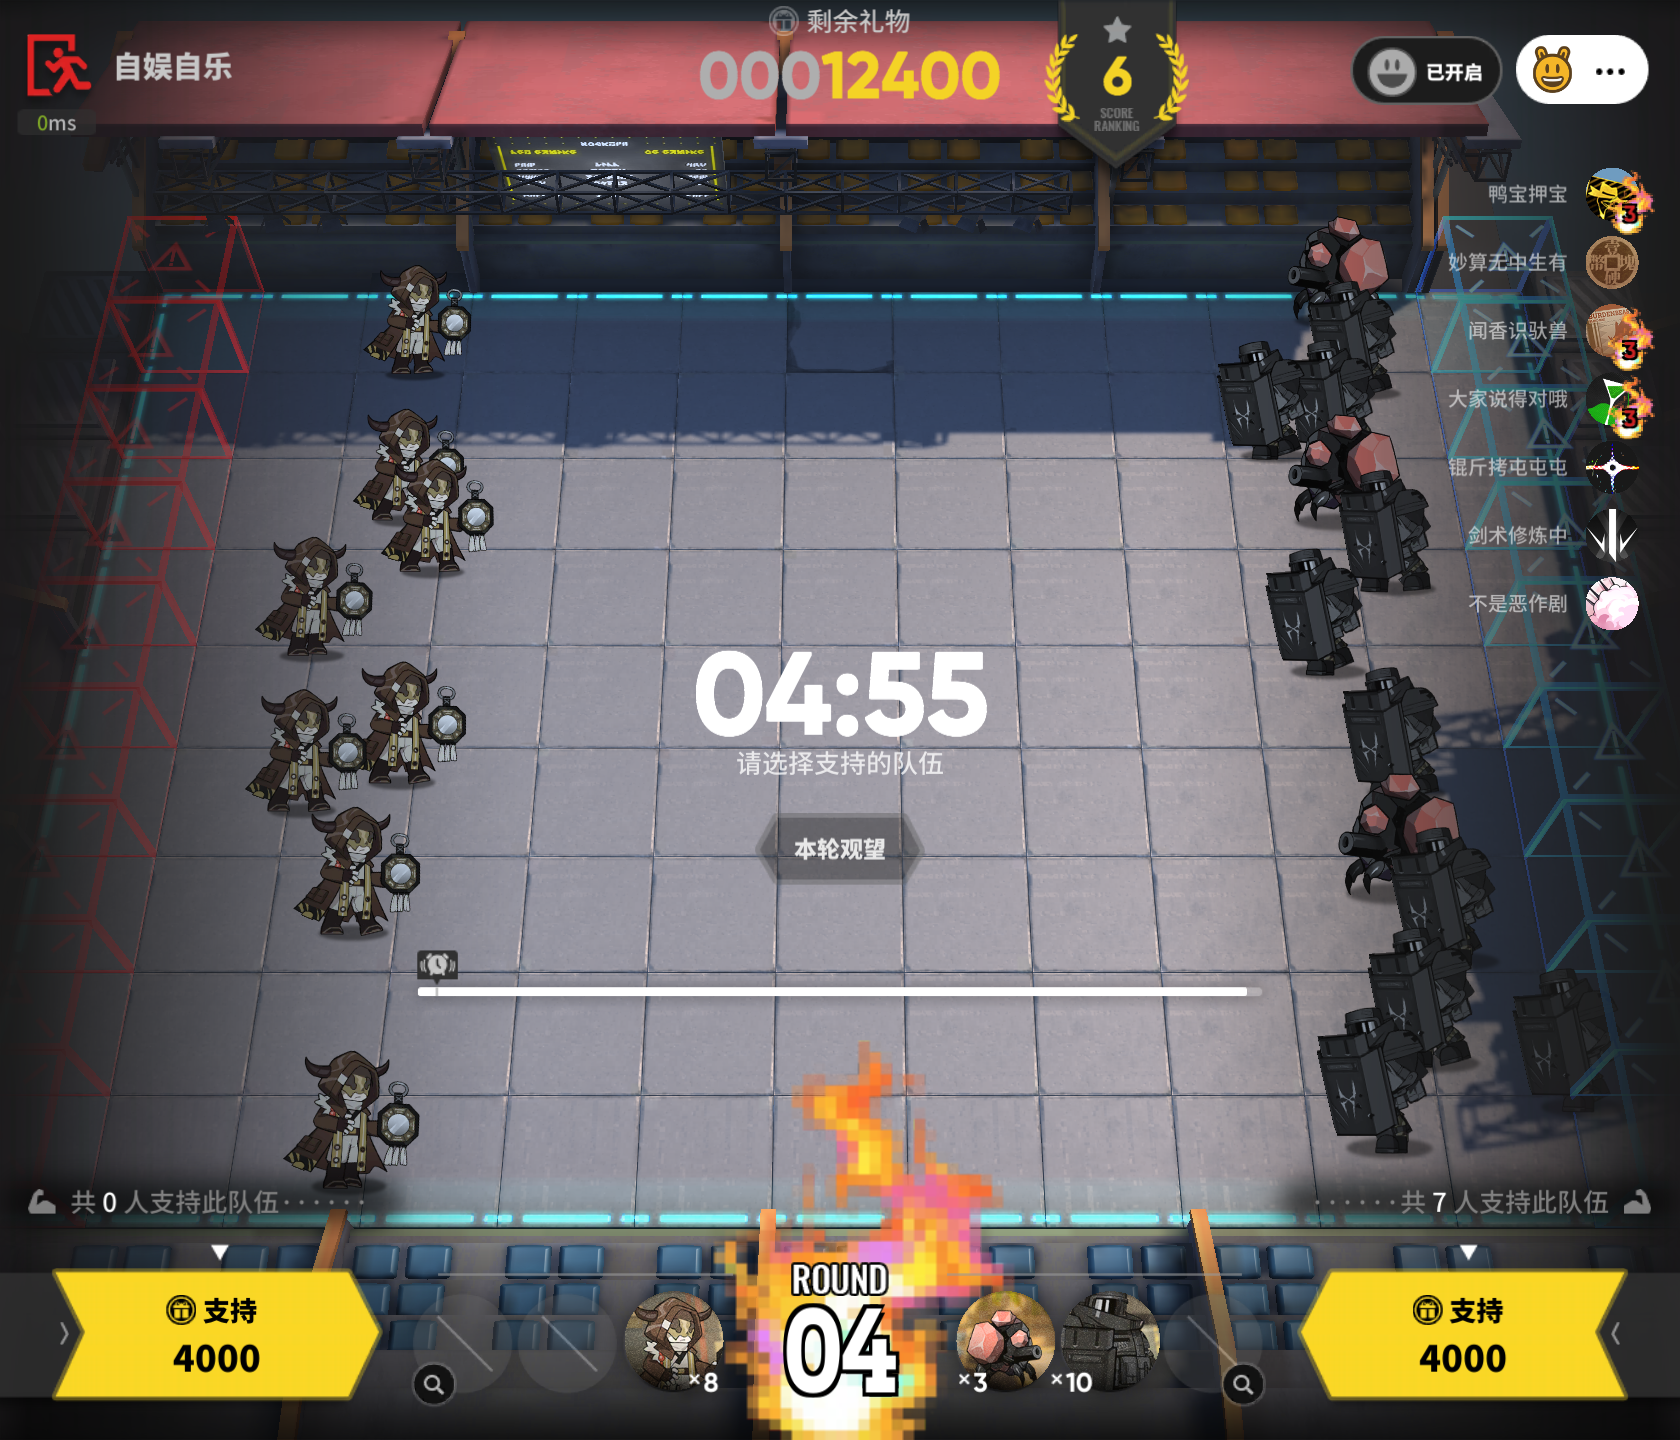 自娱自乐
0ms
剩余礼物
00012400
6
SCORE
RANKING
已开启
鸭宝押宝
3
妙算无中生有
闻香识驮兽
3
大家说得对哦
3
锟斤拷屯屯屯
剑术修炼中
不是恶作剧
04:55
请选择支持的队伍
本轮观望
共 0 人支持此队伍······
······共 7 人支持此队伍
支持
4000
×8
ROUND
04
×3
×10
支持
4000